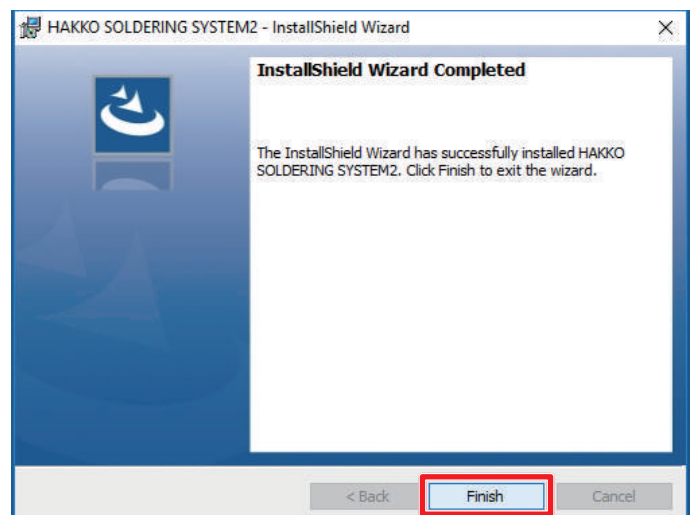 HAKKO SOLDERING SYSTEM2 - InstallShield Wizard
InstallShield Wizard Completed
The InstallShield Wizard has successfully installed HAKKO
SOLDERING SYSTEM2. Click Finish to exit the wizard.
< Back Finish Cancel